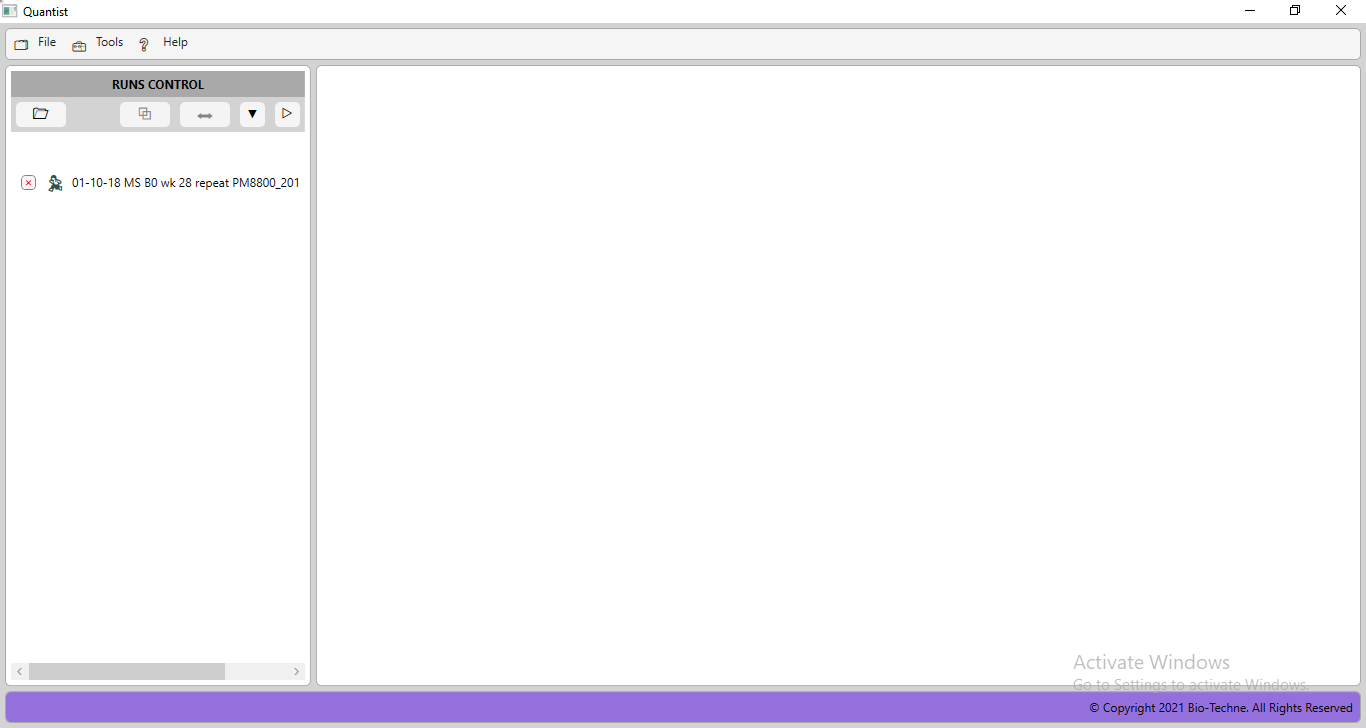 Quantist
File Tools Help
RUNS CONTROL
01-10-18 MS B0 wk 28 repeat PM8800_201
Activate Windows
Go to Settings to activate Windows.
© Copyright 2021 Bio-Techne. All Rights Reserved